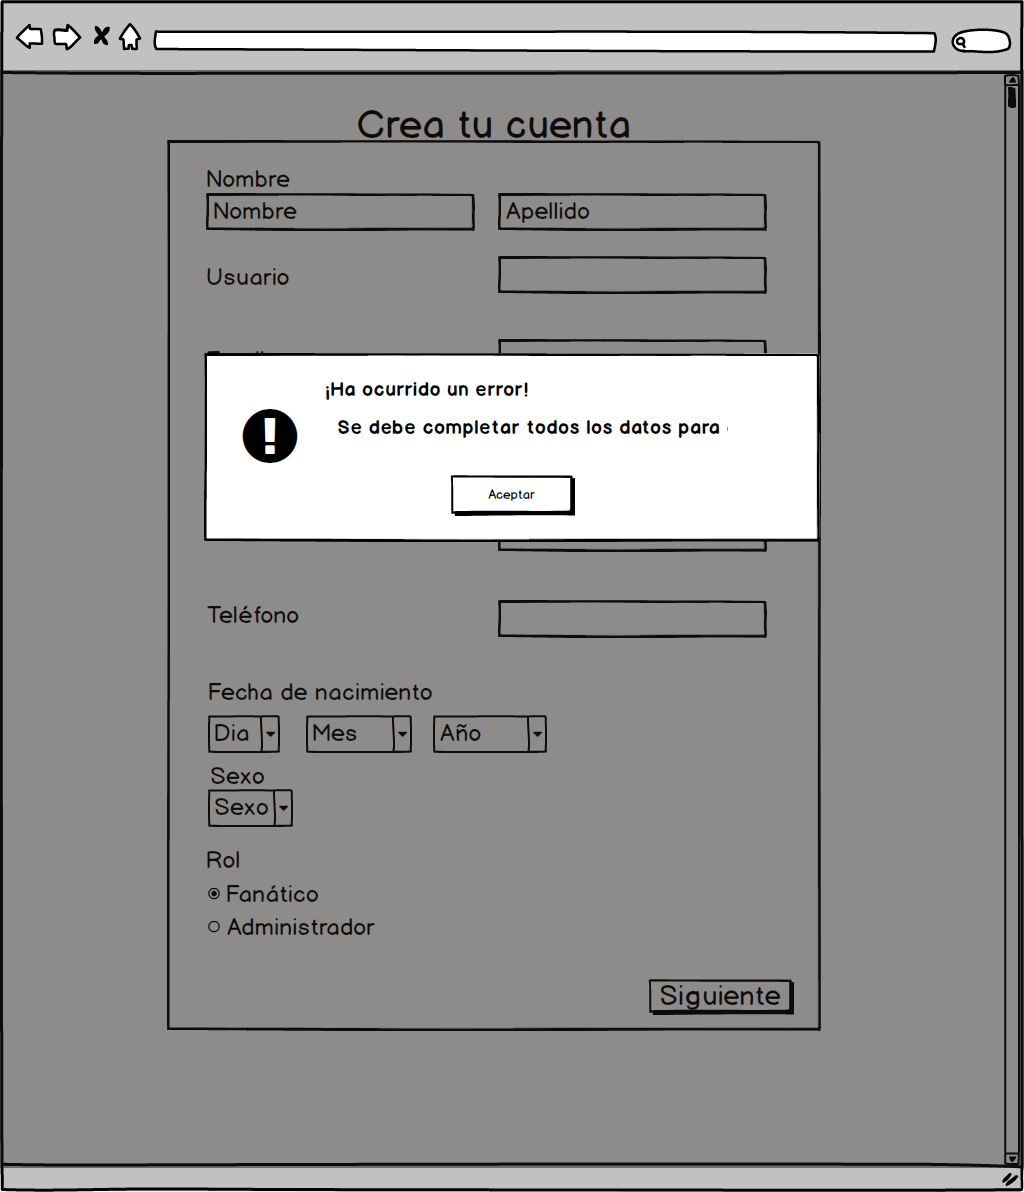 Crea tu cuenta
Nombre
Nombre Apellido
Usuario
¡Ha ocurrido un error!
Se debe completar todos los datos para
Aceptar
Teléfono
Fecha de nacimiento
Dia Mes Año
Sexo
Sexo
Rol
Fanático
Administrador
Siguiente